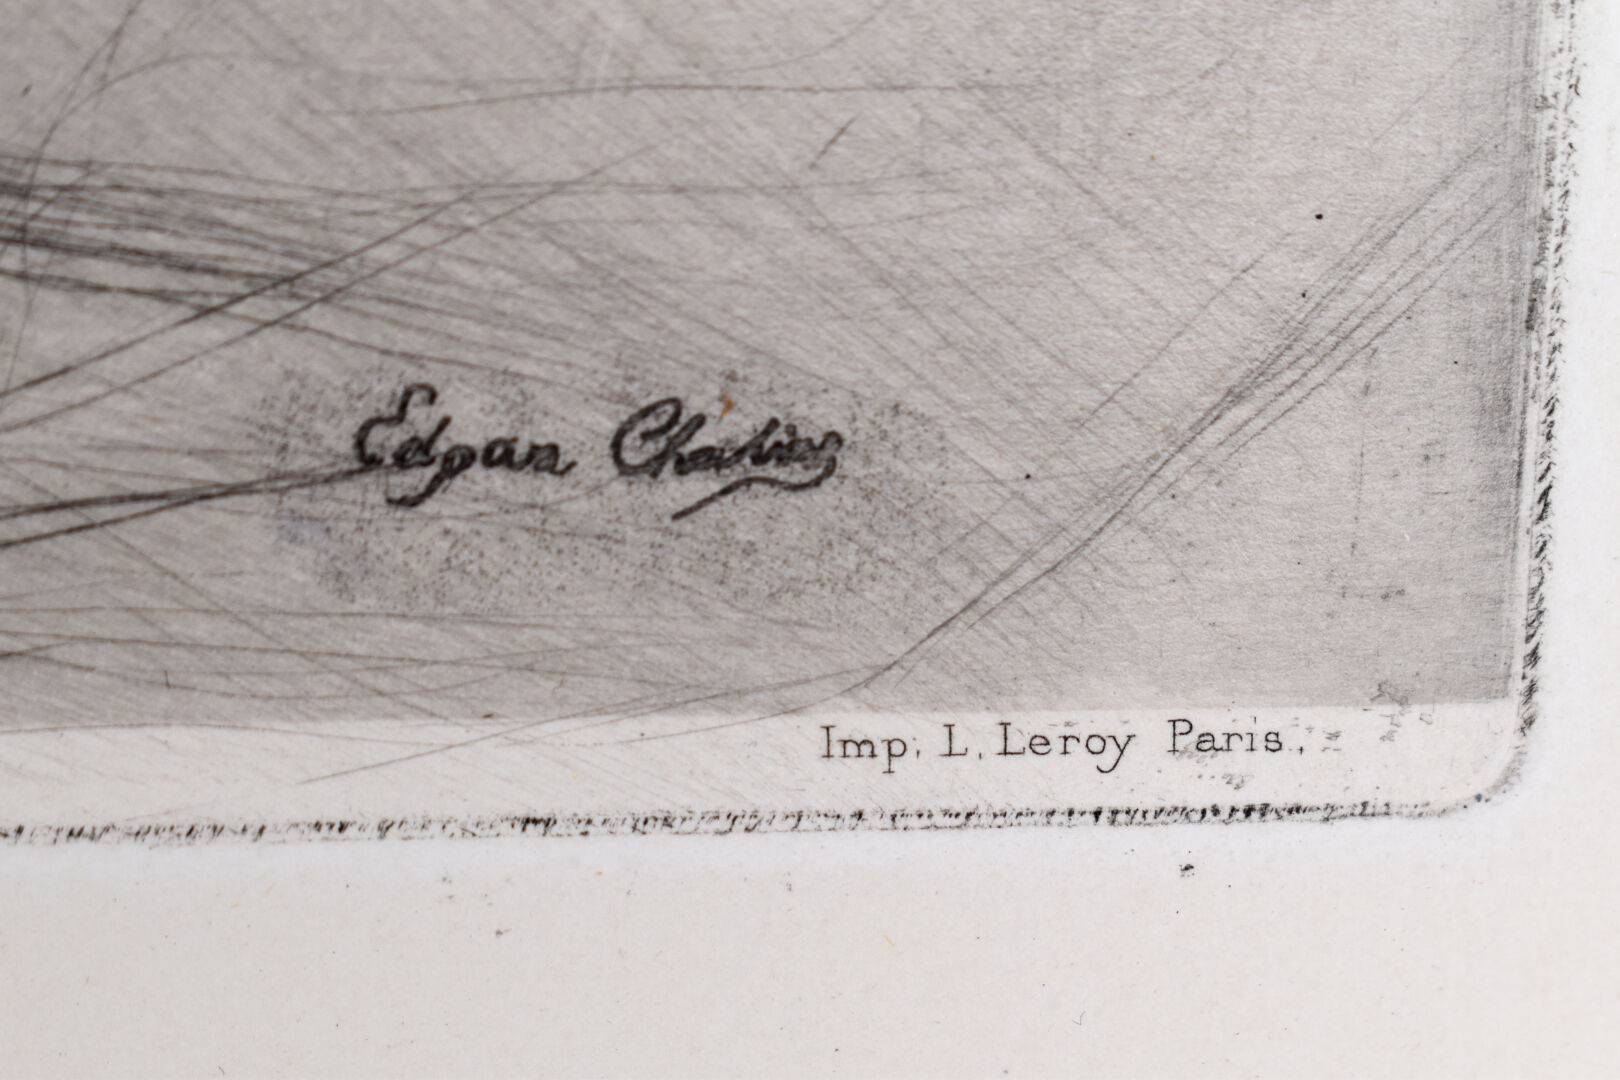 Edgar Chahine
Imp. L. Leroy Paris.